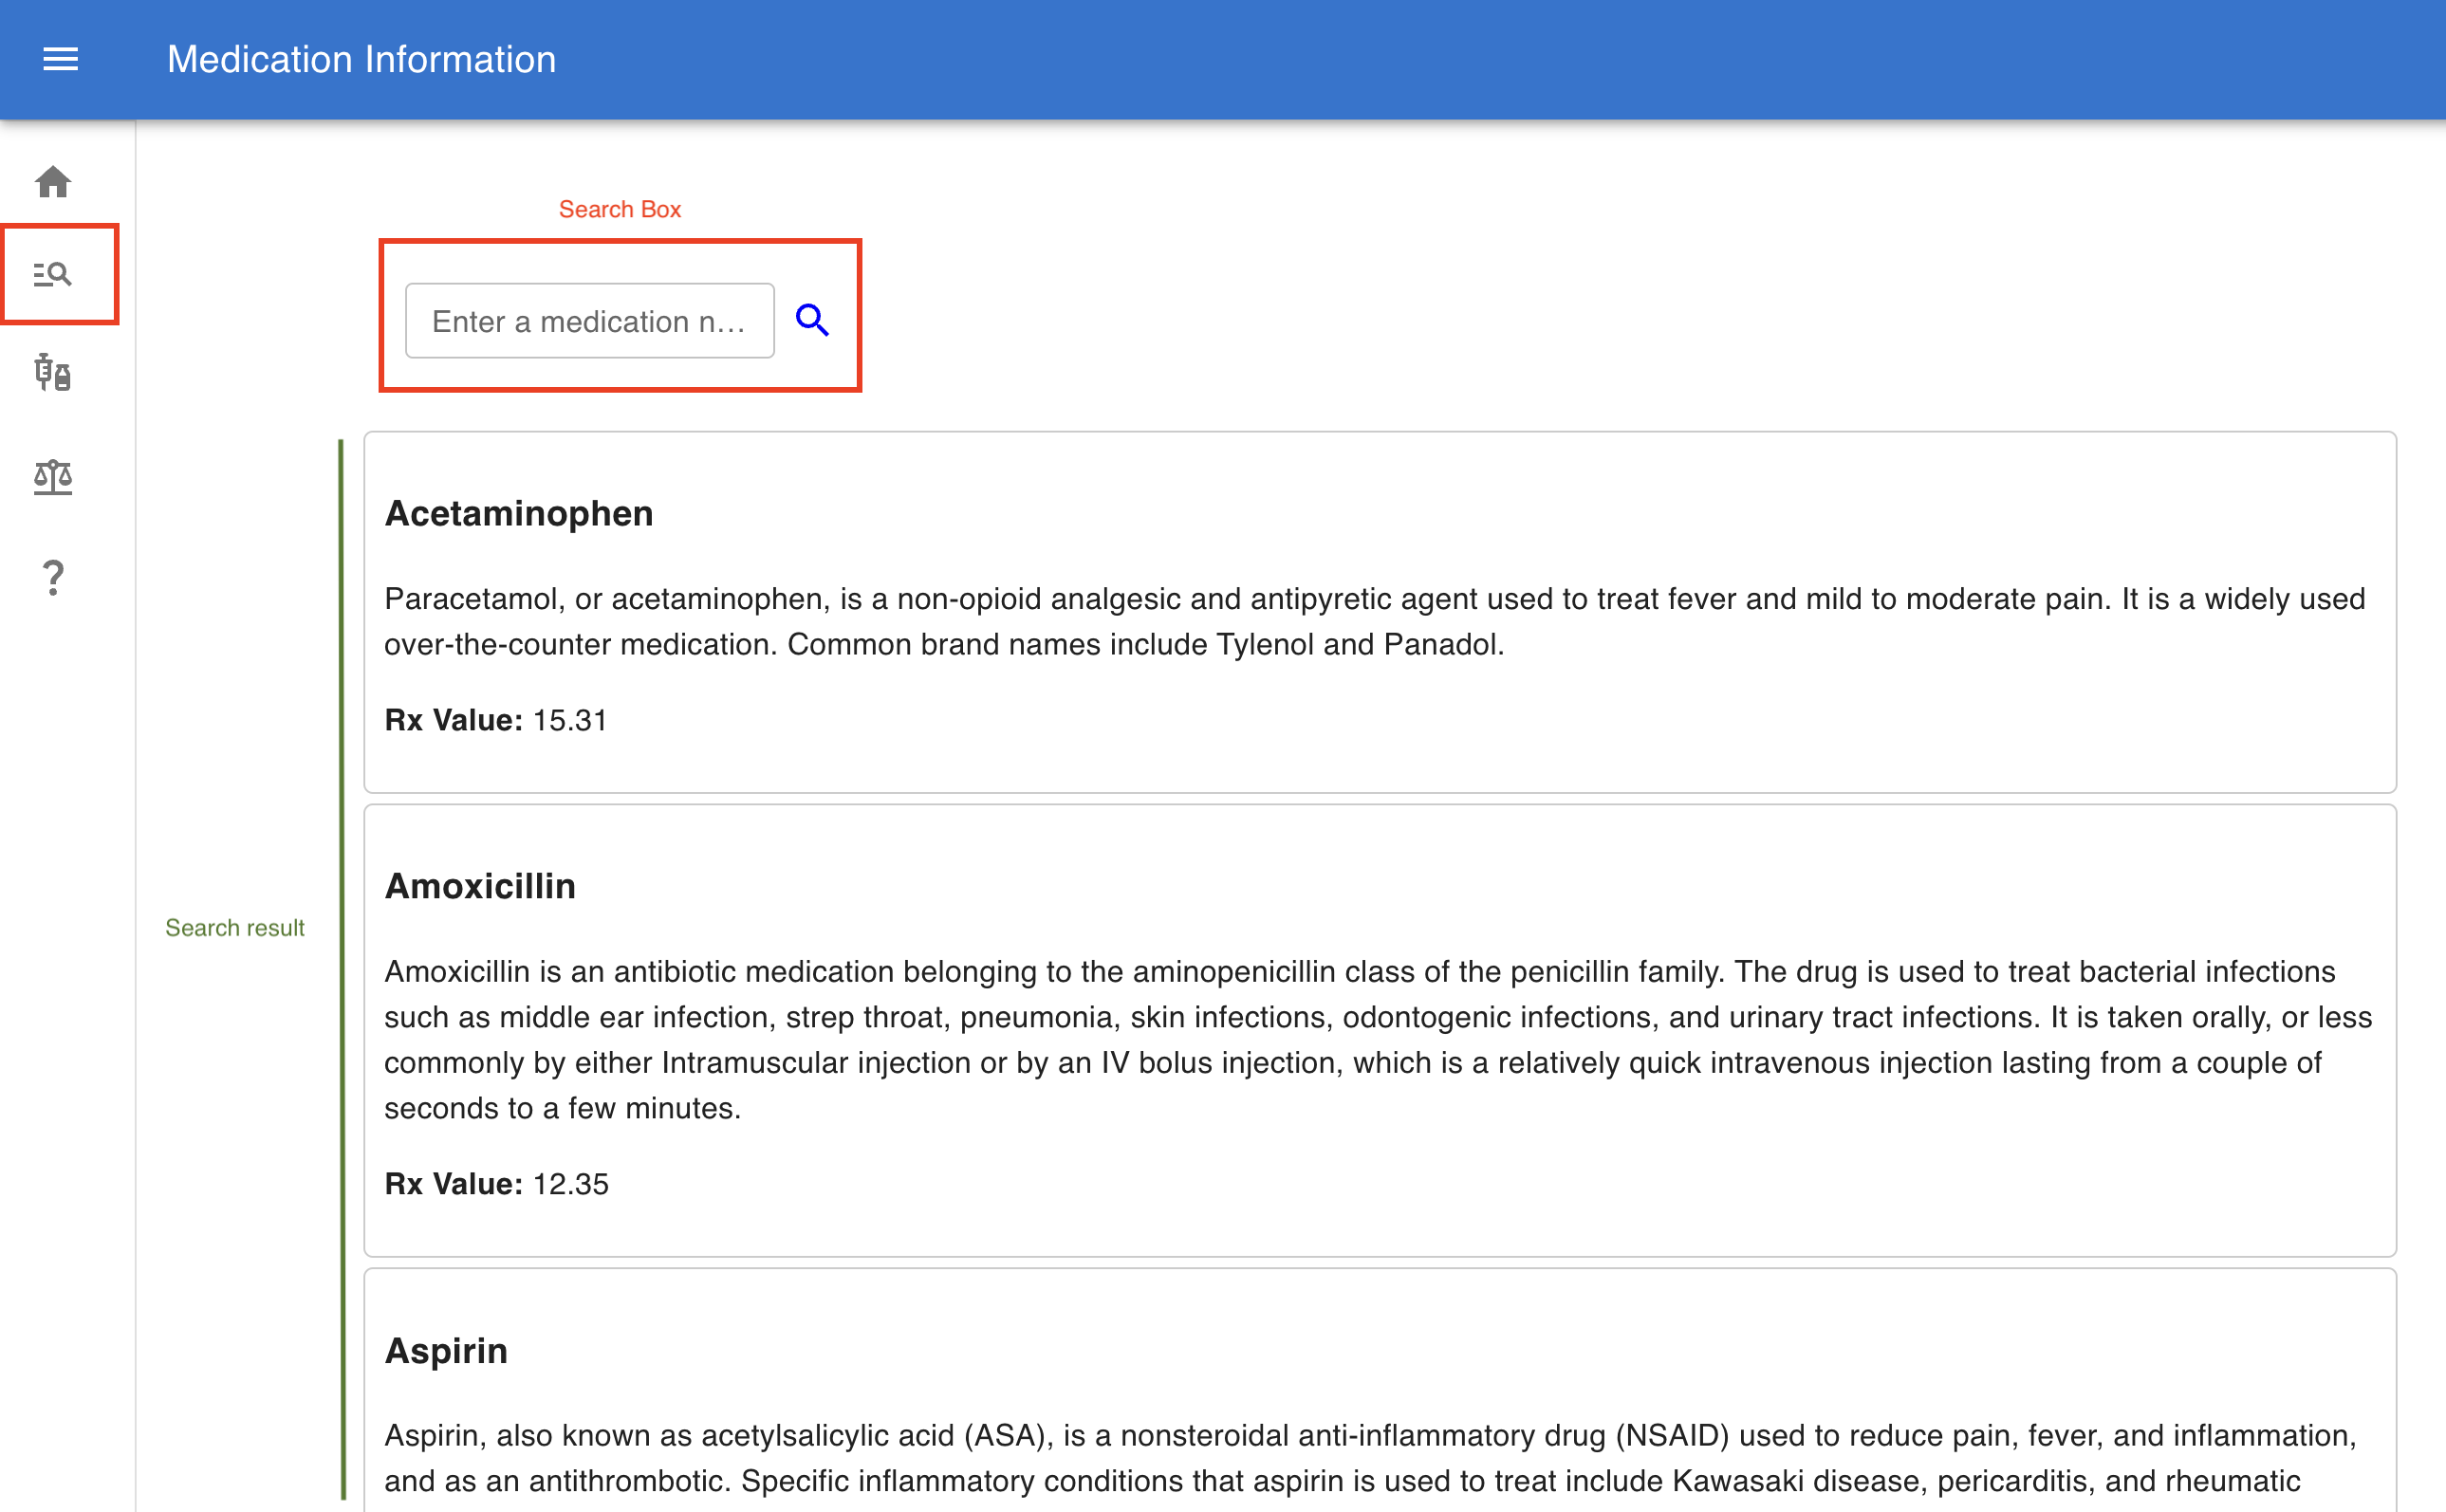 Medication Information
Search Box
Enter a medication n...
Acetaminophen
Paracetamol, or acetaminophen, is a non-opioid analgesic and antipyretic agent used to treat fever and mild to moderate pain. It is a widely used
over-the-counter medication. Common brand names include Tylenol and Panadol.
Rx Value: 15.31
Amoxicillin
Search result
Amoxicillin is an antibiotic medication belonging to the aminopenicillin class of the penicillin family. The drug is used to treat bacterial infections
such as middle ear infection, strep throat, pneumonia, skin infections, odontogenic infections, and urinary tract infections. It is taken orally, or less
commonly by either Intramuscular injection or by an IV bolus injection, which is a relatively quick intravenous injection lasting from a couple of
seconds to a few minutes.
Rx Value: 12.35
Aspirin
Aspirin, also known as acetylsalicylic acid (ASA), is a nonsteroidal anti-inflammatory drug (NSAID) used to reduce pain, fever, and inflammation,
and as an antithrombotic. Specific inflammatory conditions that aspirin is used to treat include Kawasaki disease, pericarditis, and rheumatic